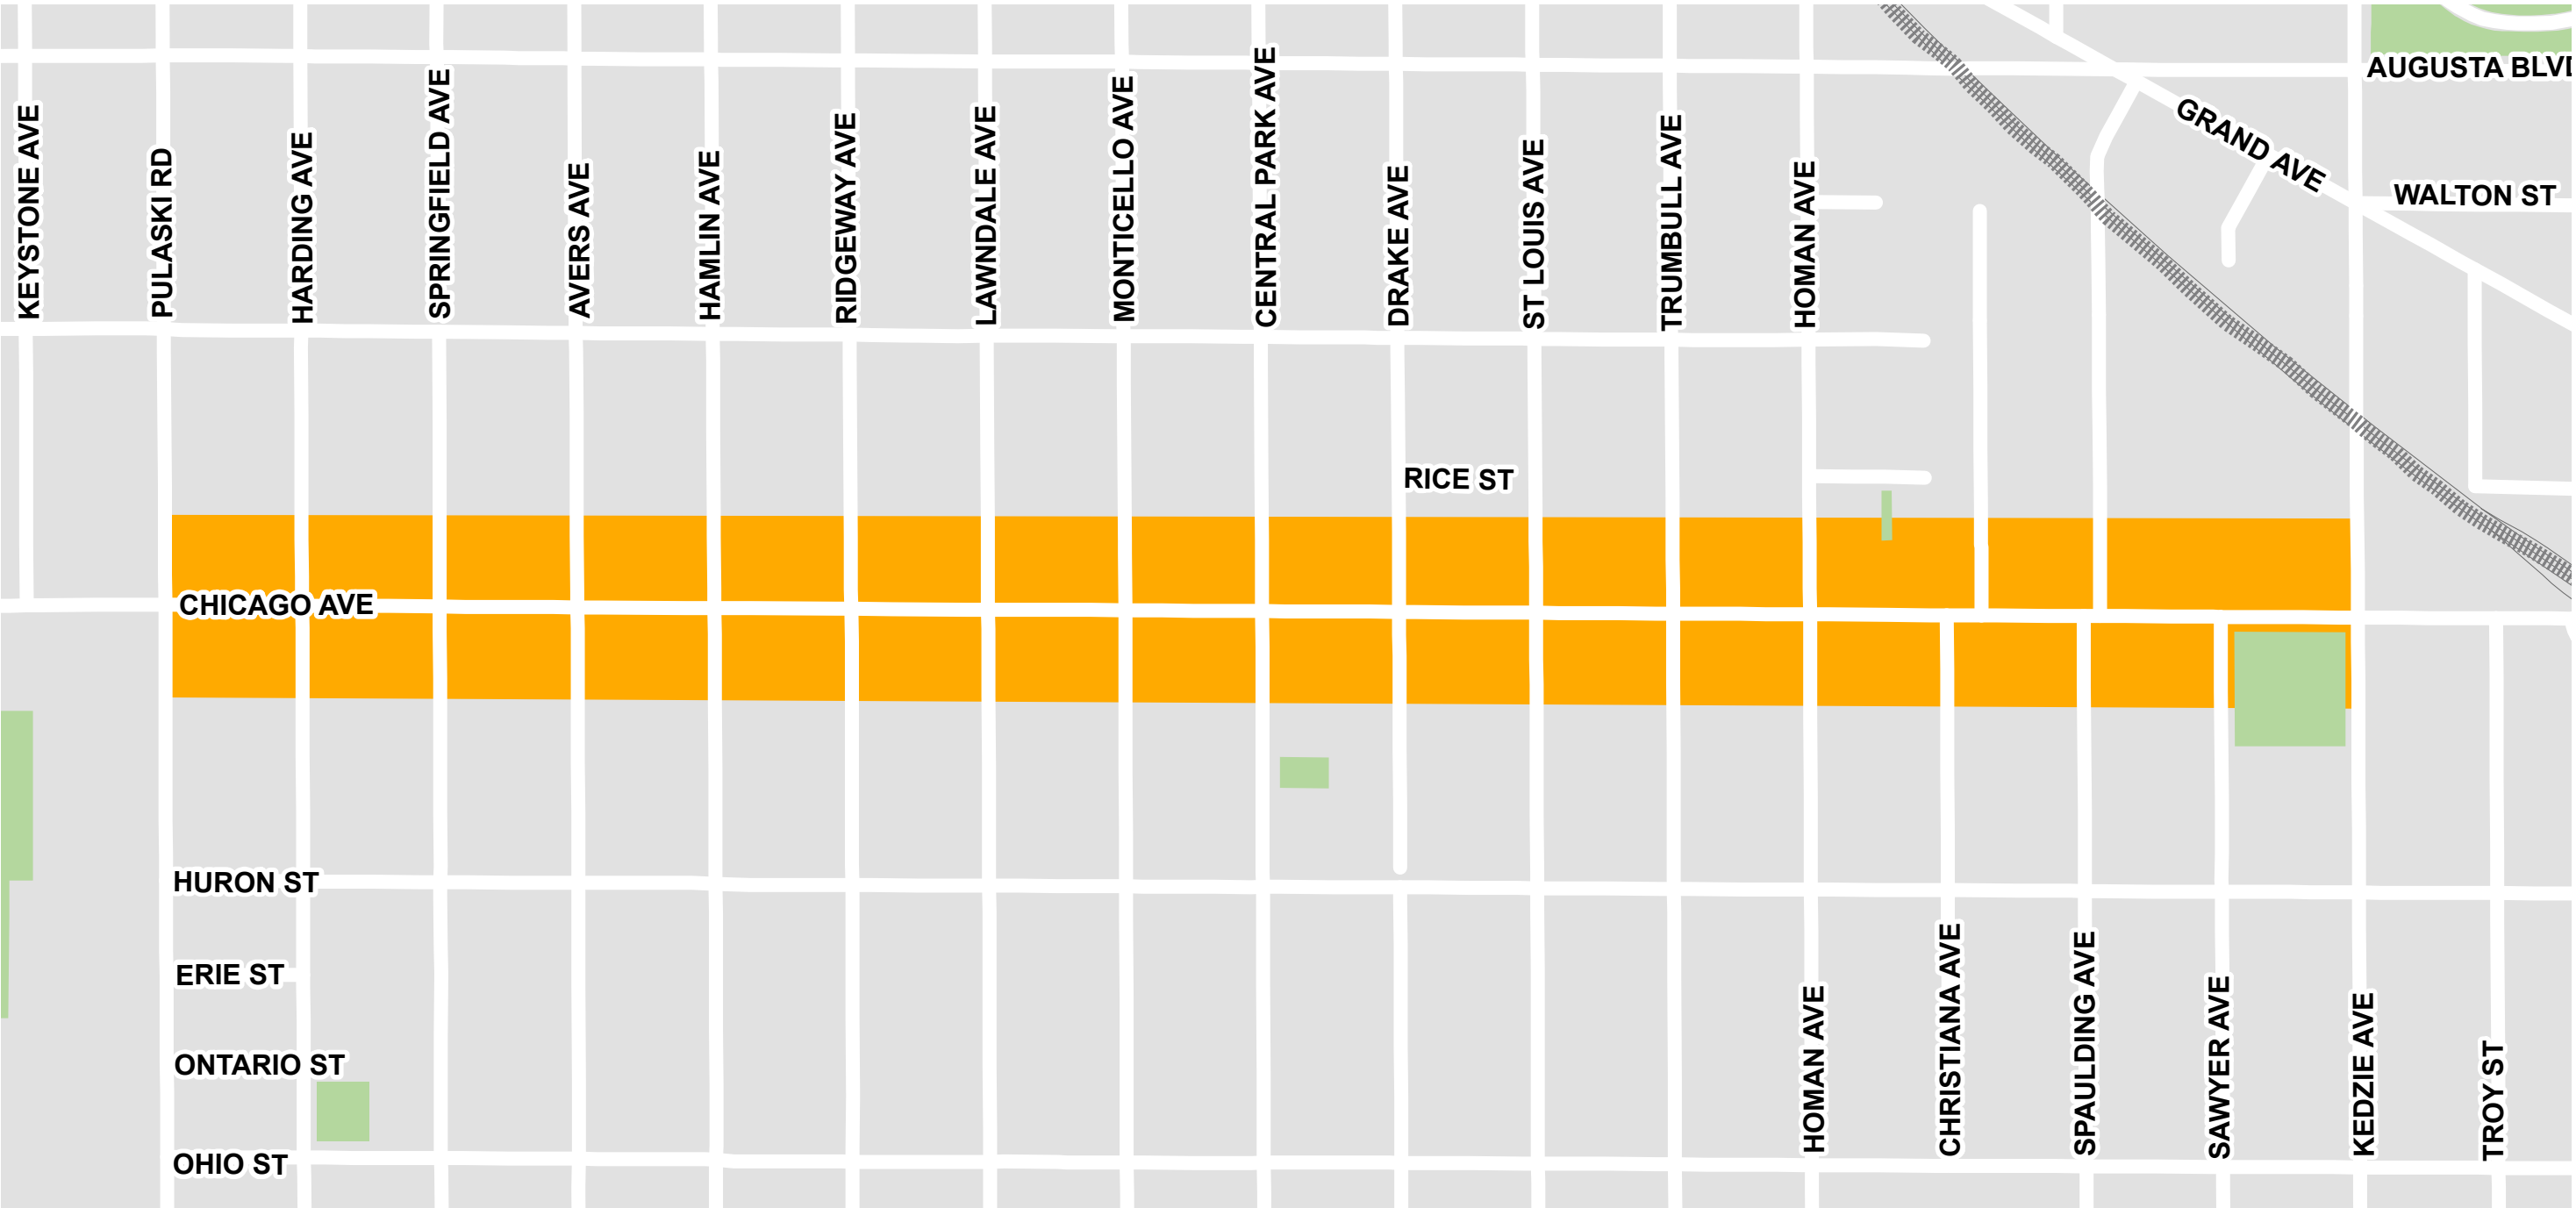 AUGUSTA BLVD
GRAND AVE
WALTON ST
KEYSTONE AVE
PULASKI RD
HARDING AVE
SPRINGFIELD AVE
AVERS AVE
HAMLIN AVE
RIDGEWAY AVE
LAWNDALE AVE
MONTICELLO AVE
CENTRAL PARK AVE
DRAKE AVE
ST LOUIS AVE
TRUMBULL AVE
HOMAN AVE
RICE ST
CHICAGO AVE
HURON ST
ERIE ST
ONTARIO ST
OHIO ST
HOMAN AVE
CHRISTIANA AVE
SPAULDING AVE
SAWYER AVE
KEDZIE AVE
TROY ST